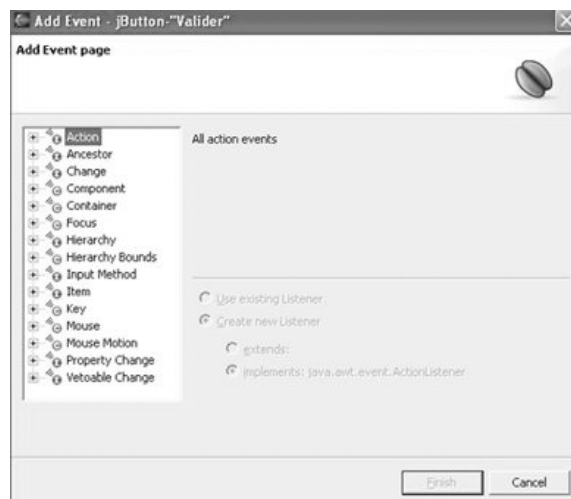 Add Event - jButton-"Valider"
Add Event page
Action
Ancestor
Change
Component
Container
Focus
Hierarchy
Hierarchy Bounds
Input Method
Item
Key
Mouse
Mouse Motion
Property Change
Vetoable Change
All action events
Use existing Listener
Create new Listener
extends:
implements: java.awt.event.ActionListener
Finish
Cancel